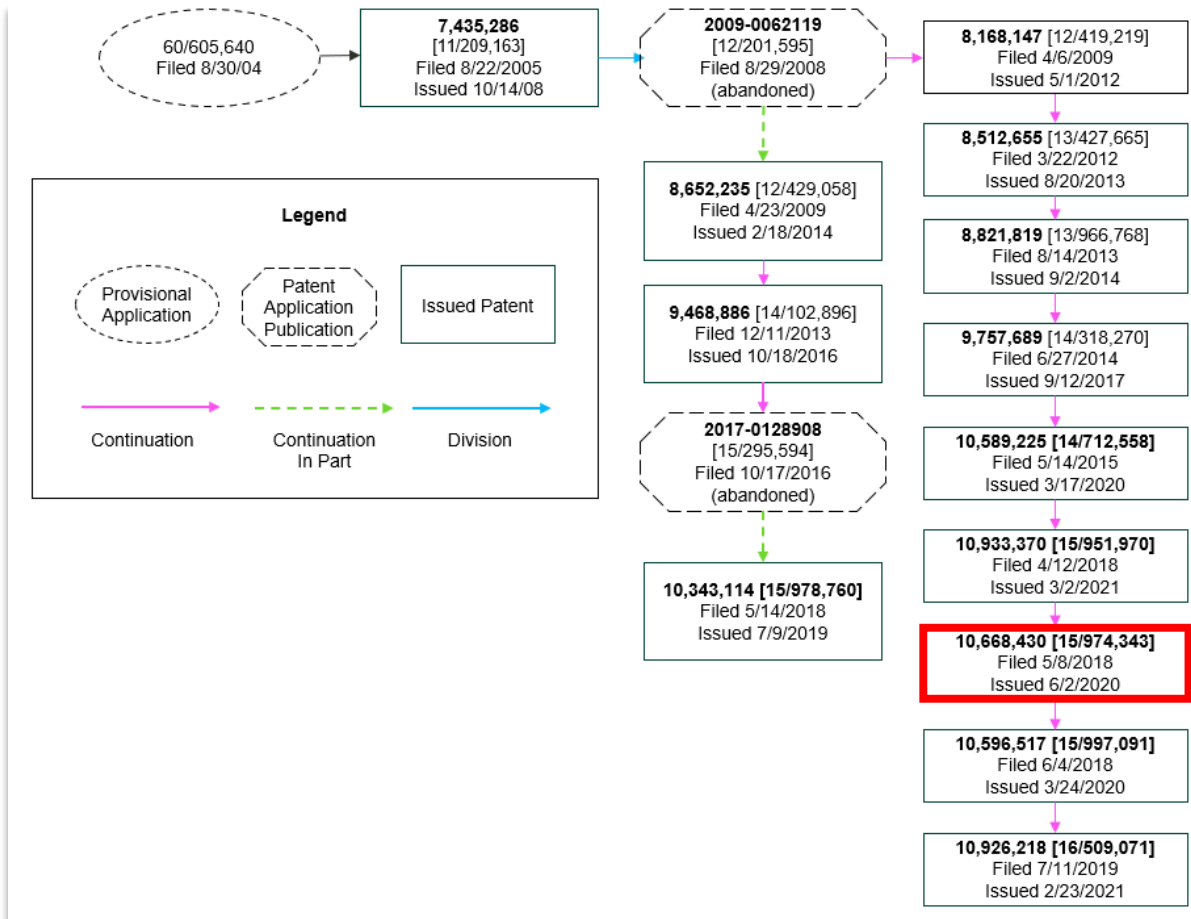 60/605,640
Filed 8/30/04
7,435,286
[11/209,163]
Filed 8/22/2005
Issued 10/14/08
2009-0062119
[12/201,595]
Filed 8/29/2008
(abandoned)
8,168,147 [12/419,219]
Filed 4/6/2009
Issued 5/1/2012
8,512,655 [13/427,665]
Filed 3/22/2012
Issued 8/20/2013
8,652,235 [12/429,058]
Filed 4/23/2009
Issued 2/18/2014
8,821,819 [13/966,768]
Filed 8/14/2013
Issued 9/2/2014
9,468,886 [14/102,896]
Filed 12/11/2013
Issued 10/18/2016
9,757,689 [14/318,270]
Filed 6/27/2014
Issued 9/12/2017
2017-0128908
[15/295,594]
Filed 10/17/2016
(abandoned)
10,589,225 [14/712,558]
Filed 5/14/2015
Issued 3/17/2020
10,933,370 [15/951,970]
Filed 4/12/2018
Issued 3/2/2021
10,343,114 [15/978,760]
Filed 5/14/2018
Issued 7/9/2019
10,668,430 [15/974,343]
Filed 5/8/2018
Issued 6/2/2020
10,596,517 [15/997,091]
Filed 6/4/2018
Issued 3/24/2020
10,926,218 [16/509,071]
Filed 7/11/2019
Issued 2/23/2021
Legend
Provisional
Application
Patent
Application
Publication
Issued Patent
Continuation
Continuation
In Part
Division